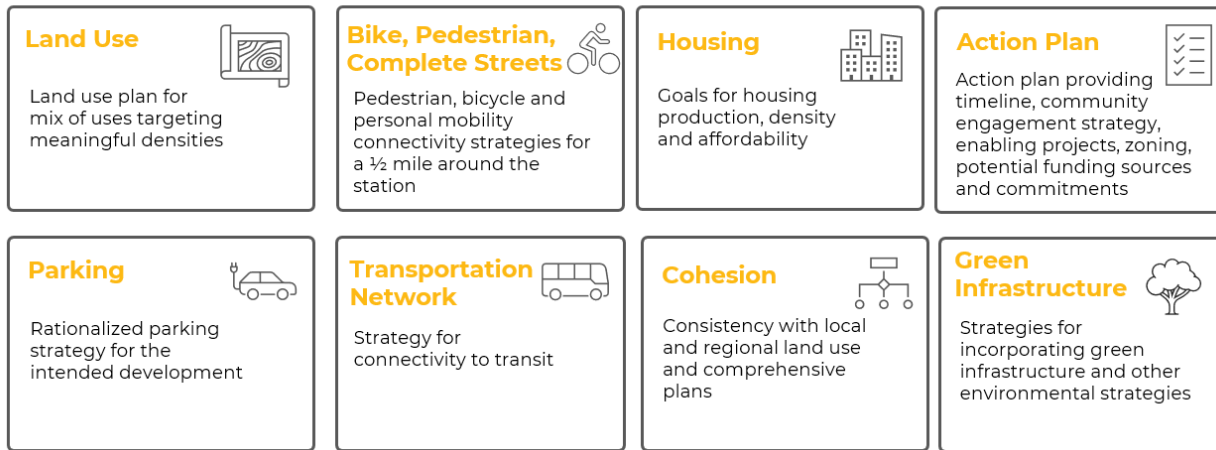 Land Use
Land use plan for
mix of uses targeting
meaningful densities
Bike, Pedestrian,
Complete Streets
Pedestrian, bicycle and
personal mobility
connectivity strategies for
a ½ mile around the
station
Housing
Goals for housing
production, density
and affordability
Action Plan
Action plan providing
timeline, community
engagement strategy,
enabling projects, zoning,
potential funding sources
and commitments
Parking
Rationalized parking
strategy for the
intended development
Transportation
Network
Strategy for
connectivity to transit
Cohesion
Consistency with local
and regional land use
and comprehensive
plans
Green
Infrastructure
Strategies for
incorporating green
infrastructure and other
environmental strategies